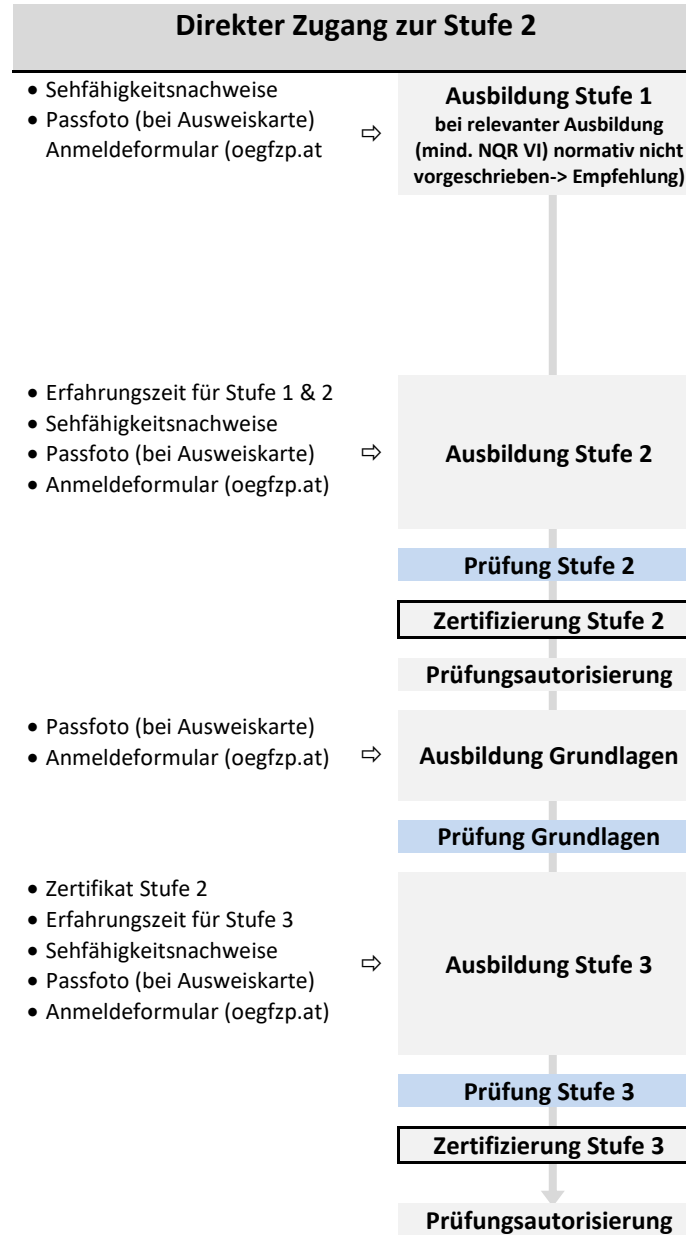 Direkter Zugang zur Stufe 2
• Sehfähigkeitsnachweise
• Passfoto (bei Ausweiskarte)
Anmeldeformular (oegfzp.at
⇨
Ausbildung Stufe 1
bei relevanter Ausbildung
(mind. NQR VI) normativ nicht
vorgeschrieben-> Empfehlung)
• Erfahrungszeit für Stufe 1 & 2
• Sehfähigkeitsnachweise
• Passfoto (bei Ausweiskarte)
• Anmeldeformular (oegfzp.at)
⇨
Ausbildung Stufe 2
Prüfung Stufe 2
Zertifizierung Stufe 2
Prüfungsautorisierung
• Passfoto (bei Ausweiskarte)
• Anmeldeformular (oegfzp.at)
⇨
Ausbildung Grundlagen
Prüfung Grundlagen
• Zertifikat Stufe 2
• Erfahrungszeit für Stufe 3
• Sehfähigkeitsnachweise
• Passfoto (bei Ausweiskarte)
• Anmeldeformular (oegfzp.at)
⇨
Ausbildung Stufe 3
Prüfung Stufe 3
Zertifizierung Stufe 3
Prüfungsautorisierung